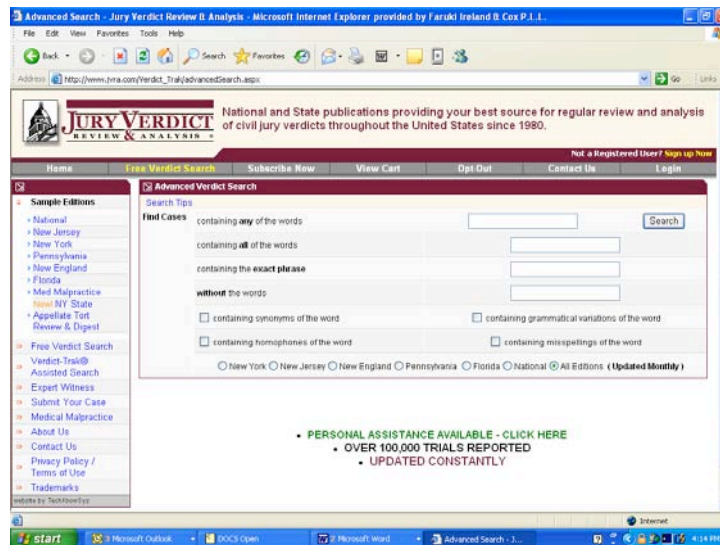 Advanced Search - Jury Verdict Review & Analysis - Microsoft Internet Explorer provided by Faruki Ireland & Cox P.L.L.
File Edit View Favorites Tools Help
Back Search Favorites
Address http://www.jvra.com/Verdict_Trak/advancedSearch.aspx Go Links
JURY VERDICT
REVIEW & ANALYSIS
National and State publications providing your best source for regular review and analysis
of civil jury verdicts throughout the United States since 1980.
Not a Registered User? Sign up Now
Home Free Verdict Search Subscribe Now View Cart Opt Out Contact Us Login
Sample Editions
National
New Jersey
New York
Pennsylvania
New England
Florida
Med Malpractice
New! NY State
Appellate Tort
Review & Digest
Free Verdict Search
Verdict-Trak®
Assisted Search
Expert Witness
Submit Your Case
Medical Malpractice
About Us
Contact Us
Privacy Policy /
Terms of Use
Trademarks
website by TechKnowSys
Advanced Verdict Search
Search Tips
Find Cases containing any of the words Search
containing all of the words
containing the exact phrase
without the words
containing synonyms of the word containing grammatical variations of the word
containing homophones of the word containing misspellings of the word
New York New Jersey New England Pennsylvania Florida National All Editions (Updated Monthly)
• PERSONAL ASSISTANCE AVAILABLE - CLICK HERE
• OVER 100,000 TRIALS REPORTED
• UPDATED CONSTANTLY
Internet
start 3 Microsoft Outlook DOCS Open 2 Microsoft Word Advanced Search - J... 4:14 PM